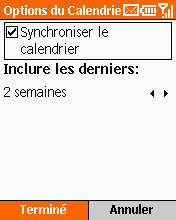 Options du Calendrie
Synchroniser le
calendrier
Inclure les derniers:
2 semaines
Terminé Annuler